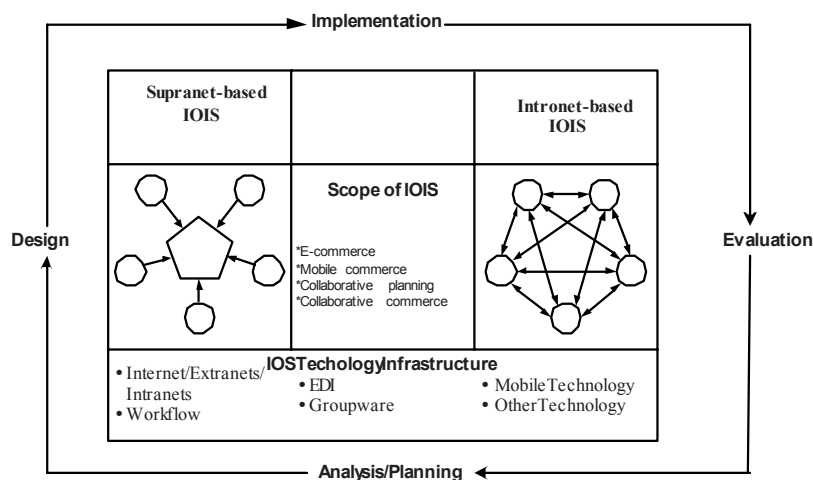 Implementation
Supranet-based
IOIS
Intronet-based
IOIS
Scope of IOIS
*E-commerce
*Mobile commerce
*Collaborative planning
*Collaborative commerce
Design
Evaluation
IOSTechologyInfrastructure
• Internet/Extranets/
Intranets
• Workflow
• EDI
• Groupware
• MobileTechnology
• OtherTechnology
Analysis/Planning